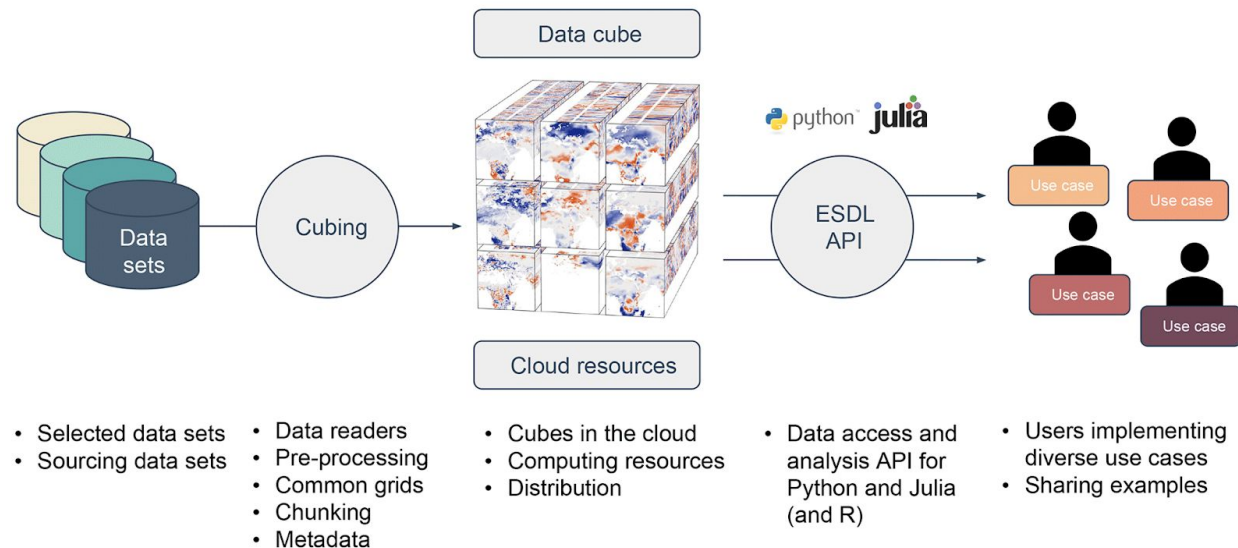 Data cube
python™
julia
Data
sets
Cubing
ESDL
API
Use case
Use case
Use case
Use case
Cloud resources
• Selected data sets
• Sourcing data sets
• Data readers
• Pre-processing
• Common grids
• Chunking
• Metadata
• Cubes in the cloud
• Computing resources
• Distribution
• Data access and
analysis API for
Python and Julia
(and R)
• Users implementing
diverse use cases
• Sharing examples